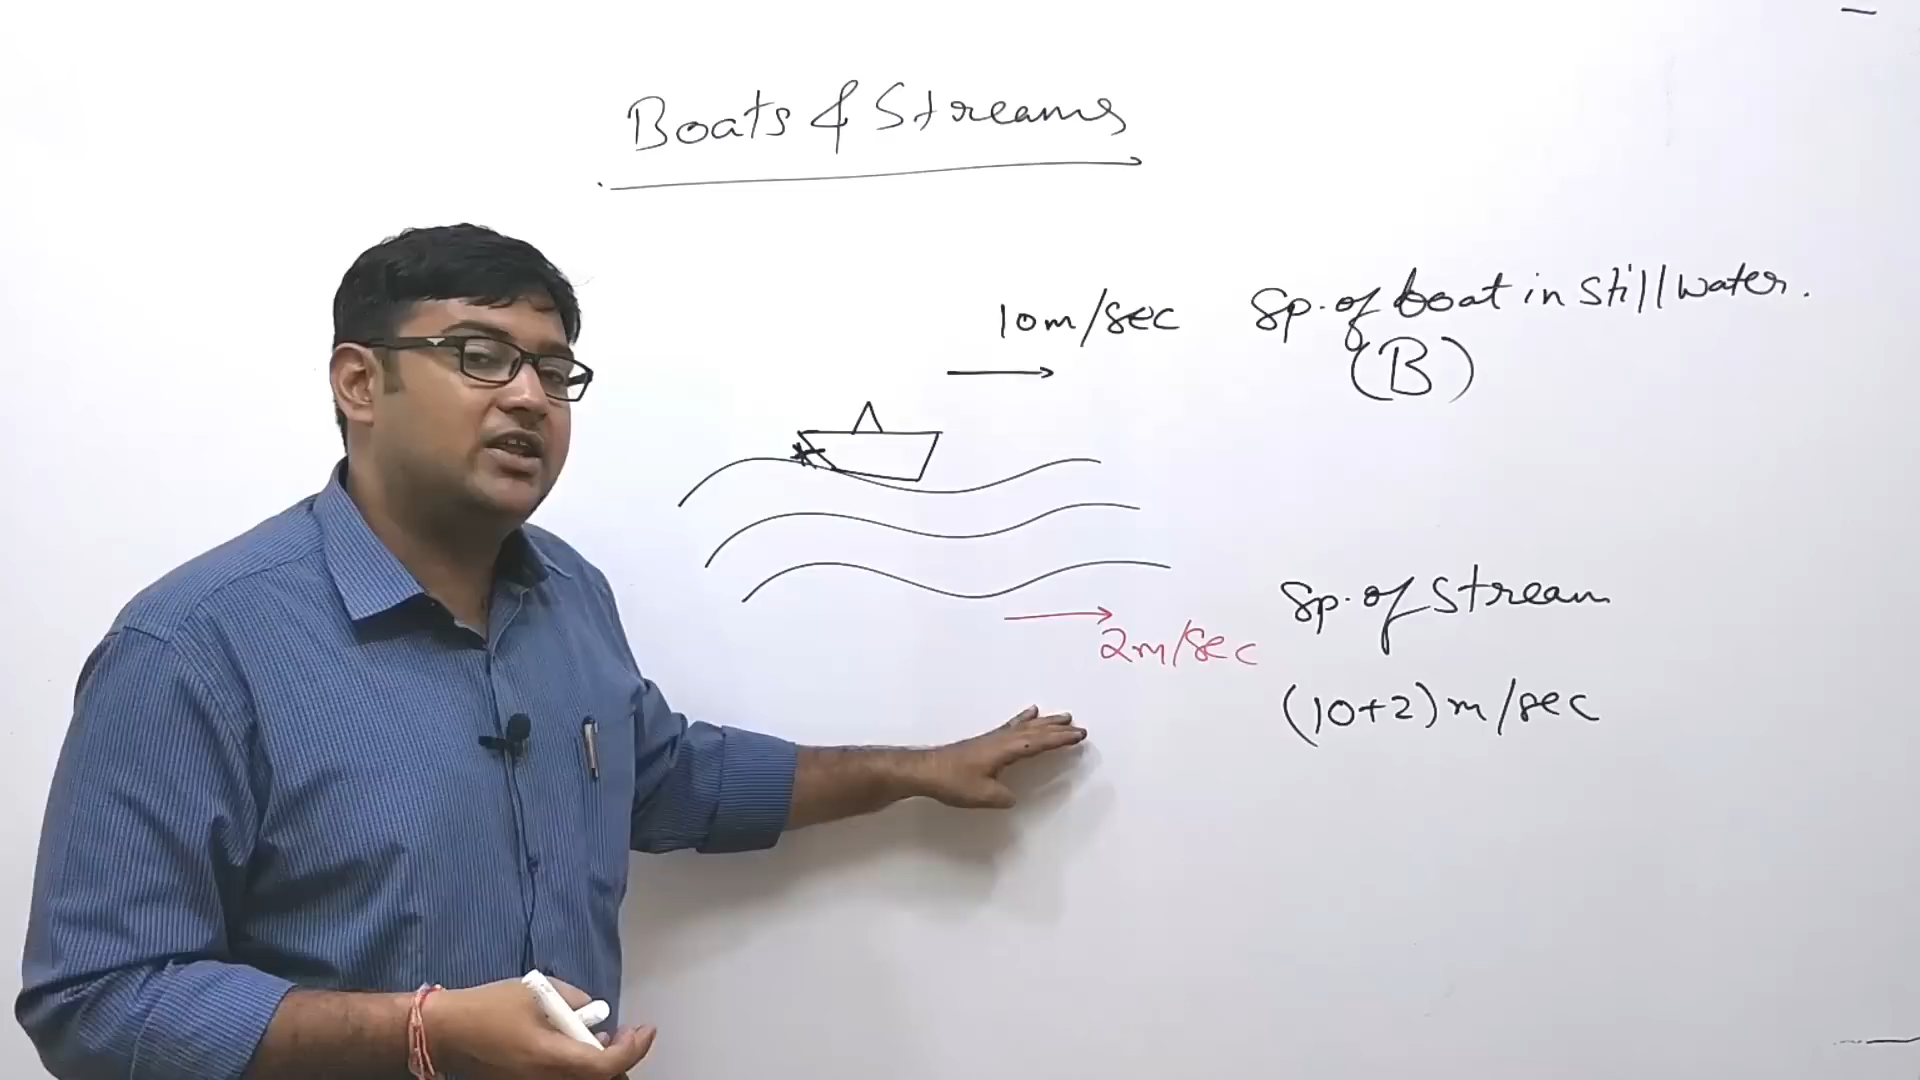 Boats & Streams
10m/sec Sp. of boat in still water.
(B)
Sp. of Stream
2m/sec
(10+2) m/sec